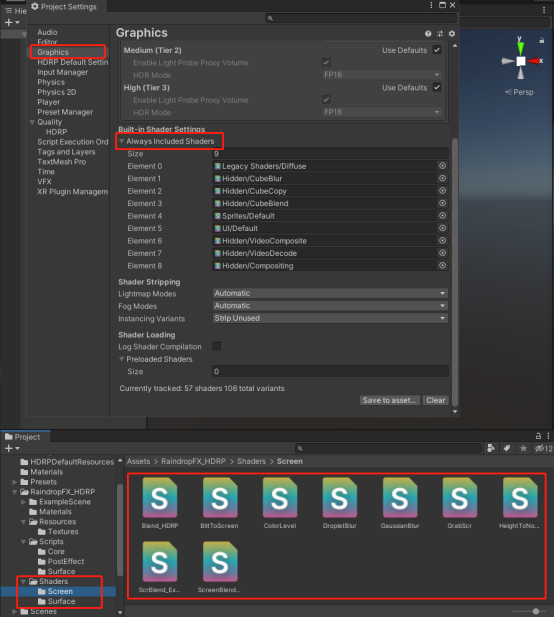 Hie
Project Settings
Audio
Editor
Graphics
HDRP Default Settin
Input Manager
Physics
Physics 2D
Player
Preset Manager
Quality
HDRP
Script Execution Ord
Tags and Layers
TextMesh Pro
Time
VFX
XR Plugin Managem
Graphics
Medium (Tier 2)
Use Defaults
Enable Light Probe Proxy Volume
HDR Mode
FP16
High (Tier 3)
Use Defaults
Enable Light Probe Proxy Volume
HDR Mode
FP16
Built-in Shader Settings
Always Included Shaders
Size 9
Element 0 Legacy Shaders/Diffuse
Element 1 Hidden/CubeBlur
Element 2 Hidden/CubeCopy
Element 3 Hidden/CubeBlend
Element 4 Sprites/Default
Element 5 UI/Default
Element 6 Hidden/VideoComposite
Element 7 Hidden/VideoDecode
Element 8 Hidden/Compositing
Shader Stripping
Lightmap Modes Automatic
Fog Modes Automatic
Instancing Variants Strip Unused
Shader Loading
Log Shader Compilation
Preloaded Shaders
Size 0
Currently tracked: 57 shaders 106 total variants
Save to asset... Clear
y
x
< Persp
Project
12
HDRPDefaultResources
Materials
Presets
RaindropFX_HDRP
ExampleScene
Materials
Resources
Textures
Scripts
Core
PostEffect
Surface
Shaders
Screen
Surface
Scenes
Assets > RaindropFX_HDRP > Shaders > Screen
S S S S S S S
Blend_HDRP BlitToScreen ColorLevel DropletBlur GaussianBlur GrabScr HeightToNo...
S S
ScrBlend_Ex... ScreenBlend...